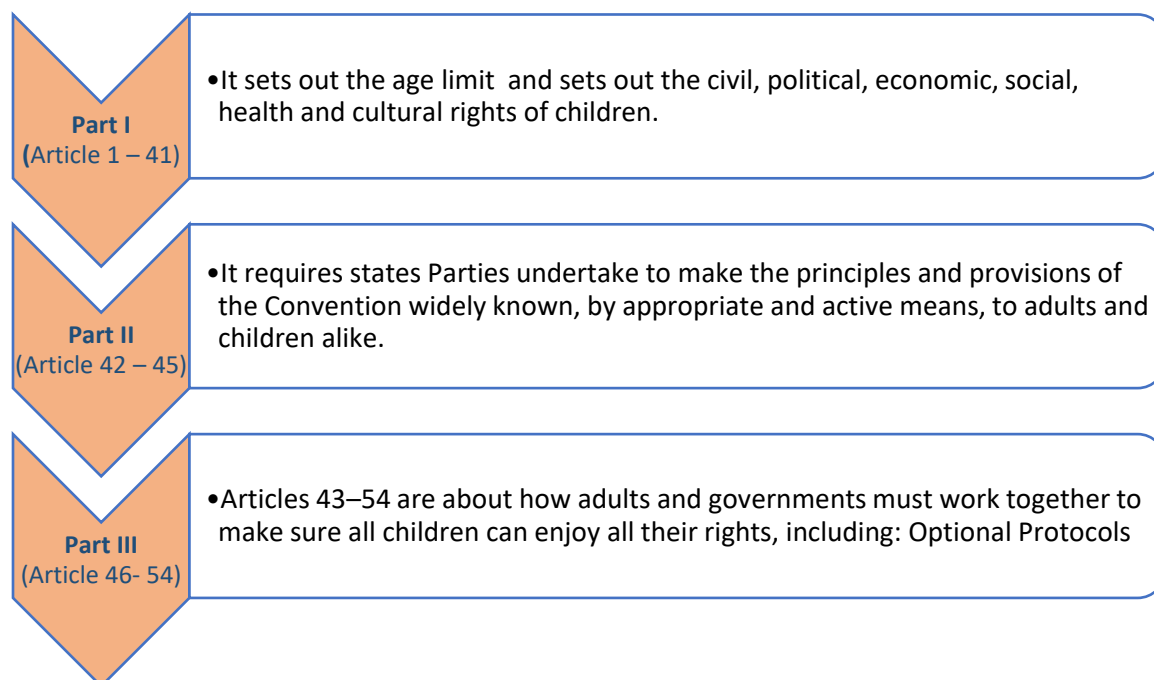 Part I
(Article 1 – 41)
•It sets out the age limit  and sets out the civil, political, economic, social,
health and cultural rights of children.
Part II
(Article 42 – 45)
•It requires states Parties undertake to make the principles and provisions of
the Convention widely known, by appropriate and active means, to adults and
children alike.
Part III
(Article 46- 54)
•Articles 43–54 are about how adults and governments must work together to
make sure all children can enjoy all their rights, including: Optional Protocols